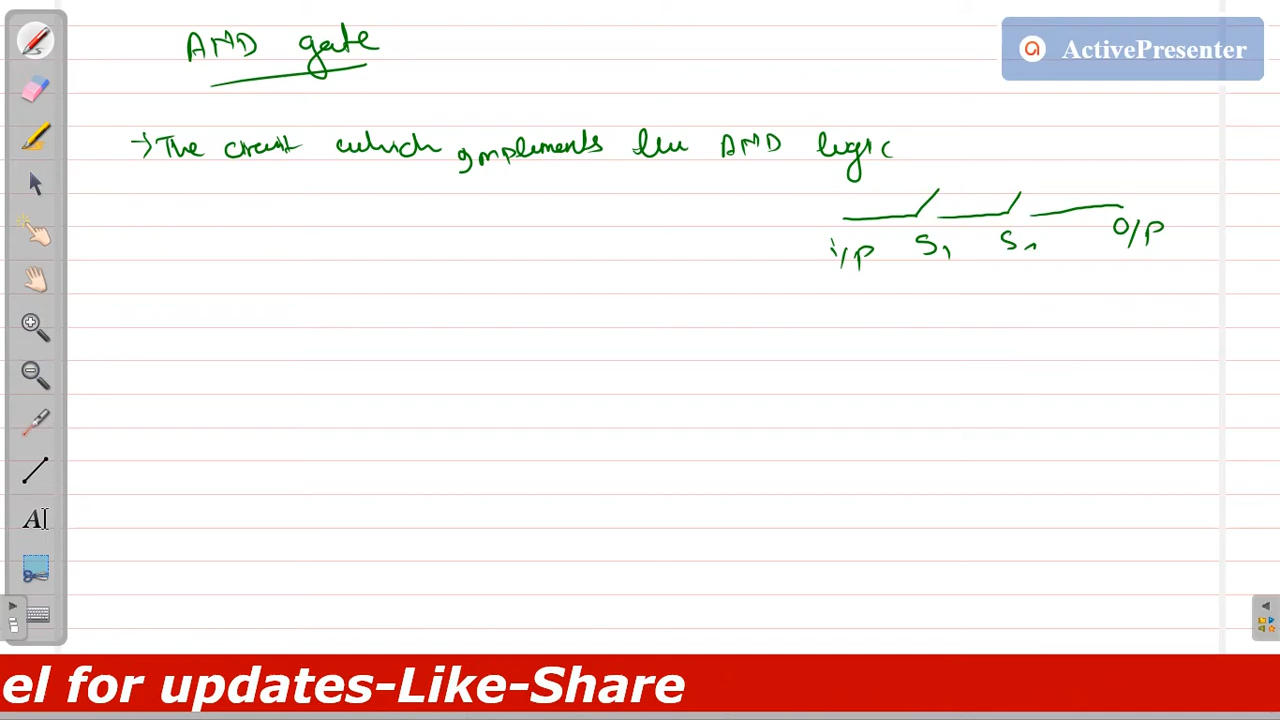 AND gate
ActivePresenter
→ The circuit which implements the AND logic
i/p S1 S2 O/P
el for updates-Like-Share